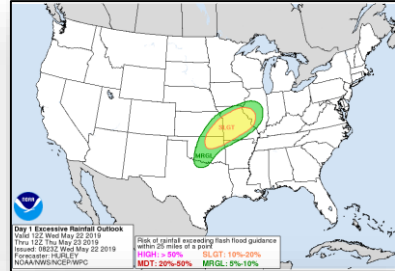 SLGT
MRGL
noaa
Day 1 Excessive Rainfall Outlook
Valid 12Z Wed May 22 2019
Thru 12Z Thu May 23 2019
Issued: 0823Z Wed May 22 2019
Forecaster: HURLEY
NOAA/NWS/NCEP/WPC
Risk of rainfall exceeding flash flood guidance
within 25 miles of a point
HIGH: > 50% SLGT: 10%-20%
MDT: 20%-50% MRGL: 5%-10%